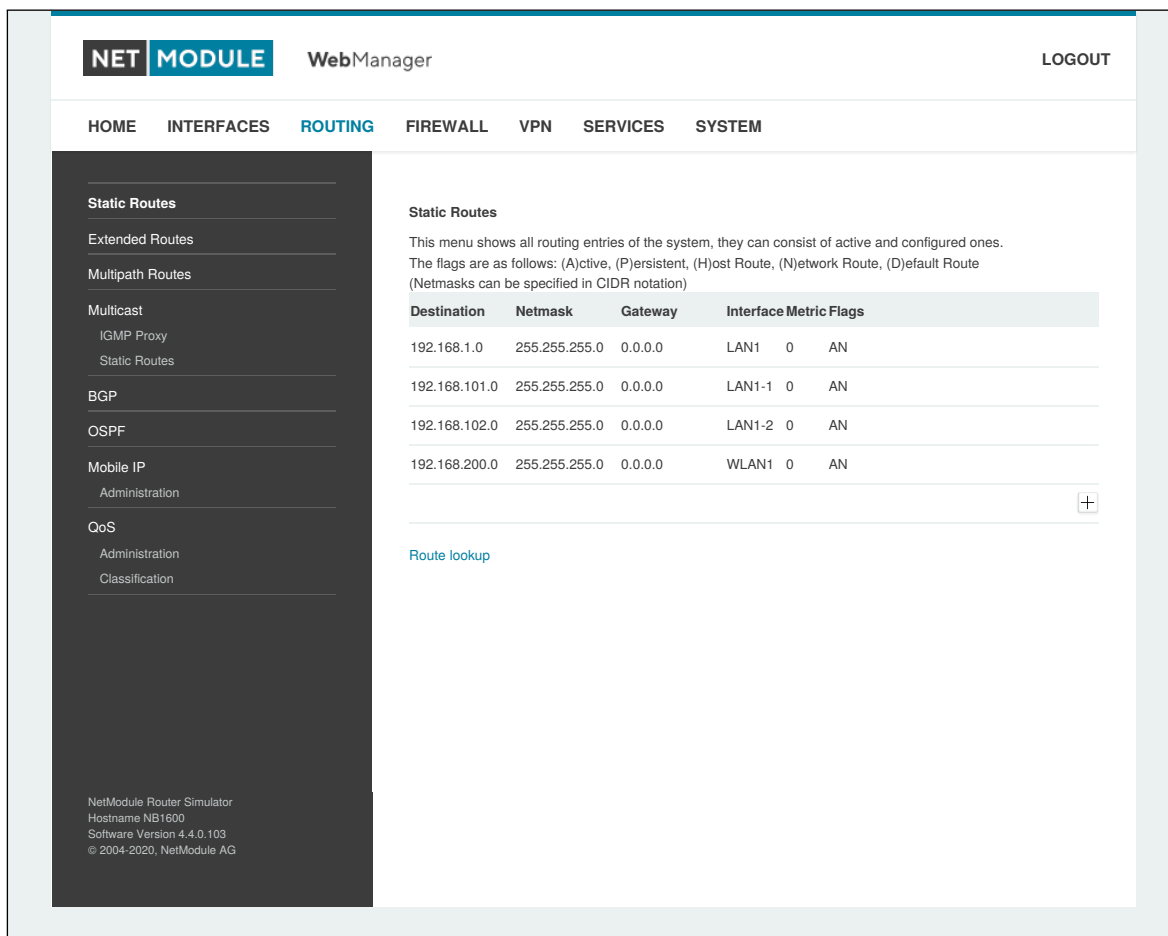 NET MODULE WebManager LOGOUT
HOME INTERFACES ROUTING FIREWALL VPN SERVICES SYSTEM
Static Routes
Extended Routes
Multipath Routes
Multicast
IGMP Proxy
Static Routes
BGP
OSPF
Mobile IP
Administration
QoS
Administration
Classification
NetModule Router Simulator
Hostname NB1600
Software Version 4.4.0.103
© 2004-2020, NetModule AG
Static Routes
This menu shows all routing entries of the system, they can consist of active and configured ones.
The flags are as follows: (A)ctive, (P)ersistent, (H)ost Route, (N)etwork Route, (D)efault Route
(Netmasks can be specified in CIDR notation)
Destination Netmask Gateway Interface Metric Flags
192.168.1.0 255.255.255.0 0.0.0.0 LAN1 0 AN
192.168.101.0 255.255.255.0 0.0.0.0 LAN1-1 0 AN
192.168.102.0 255.255.255.0 0.0.0.0 LAN1-2 0 AN
192.168.200.0 255.255.255.0 0.0.0.0 WLAN1 0 AN
Route lookup